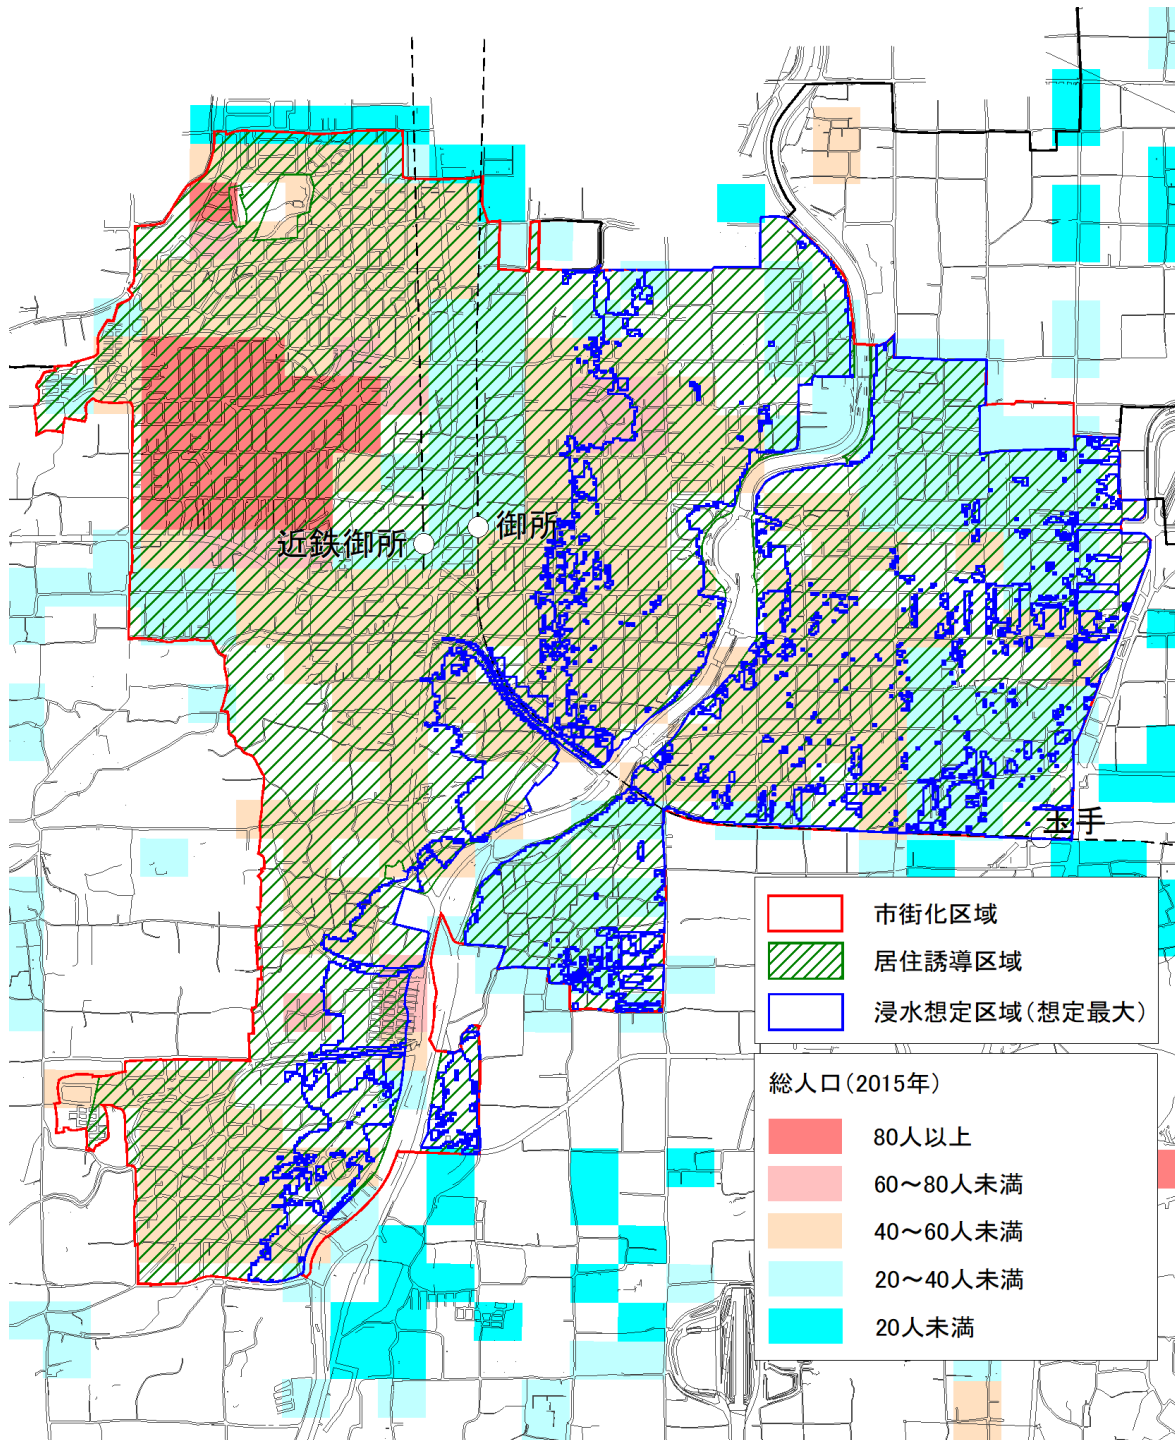 近鉄御所
御所
玉手
市街化区域
居住誘導区域
浸水想定区域(想定最大)
総人口(2015年)
80人以上
60~80人未満
40~60人未満
20~40人未満
20人未満